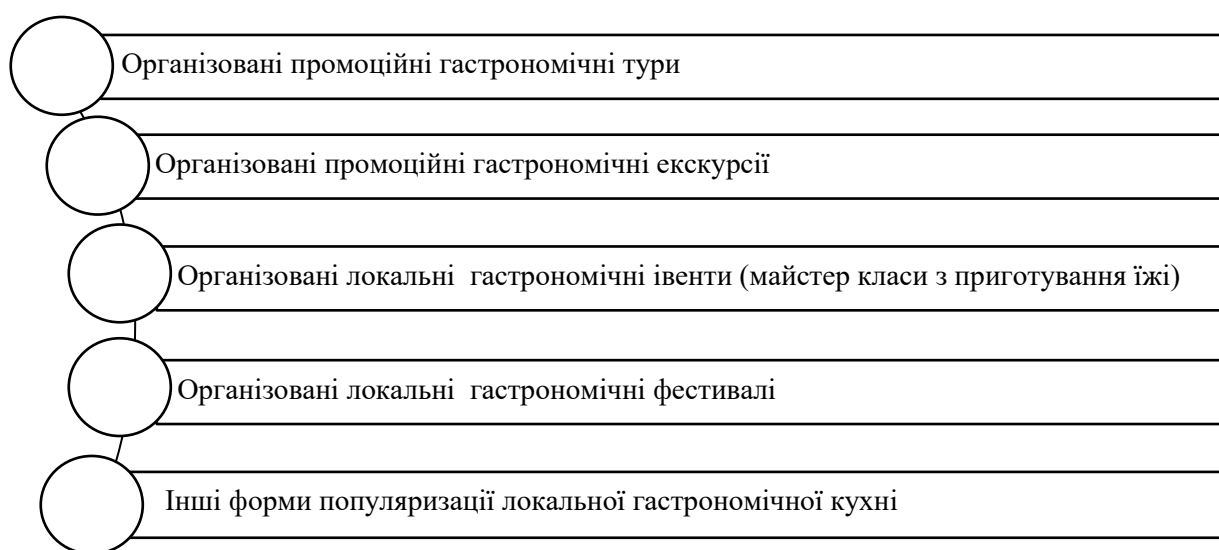 Організовані промоційні гастрономічні тури
Організовані промоційні гастрономічні екскурсії
Організовані локальні  гастрономічні івенти (майстер класи з приготування їжі)
Організовані локальні  гастрономічні фестивалі
Інші форми популяризації локальної гастрономічної кухні